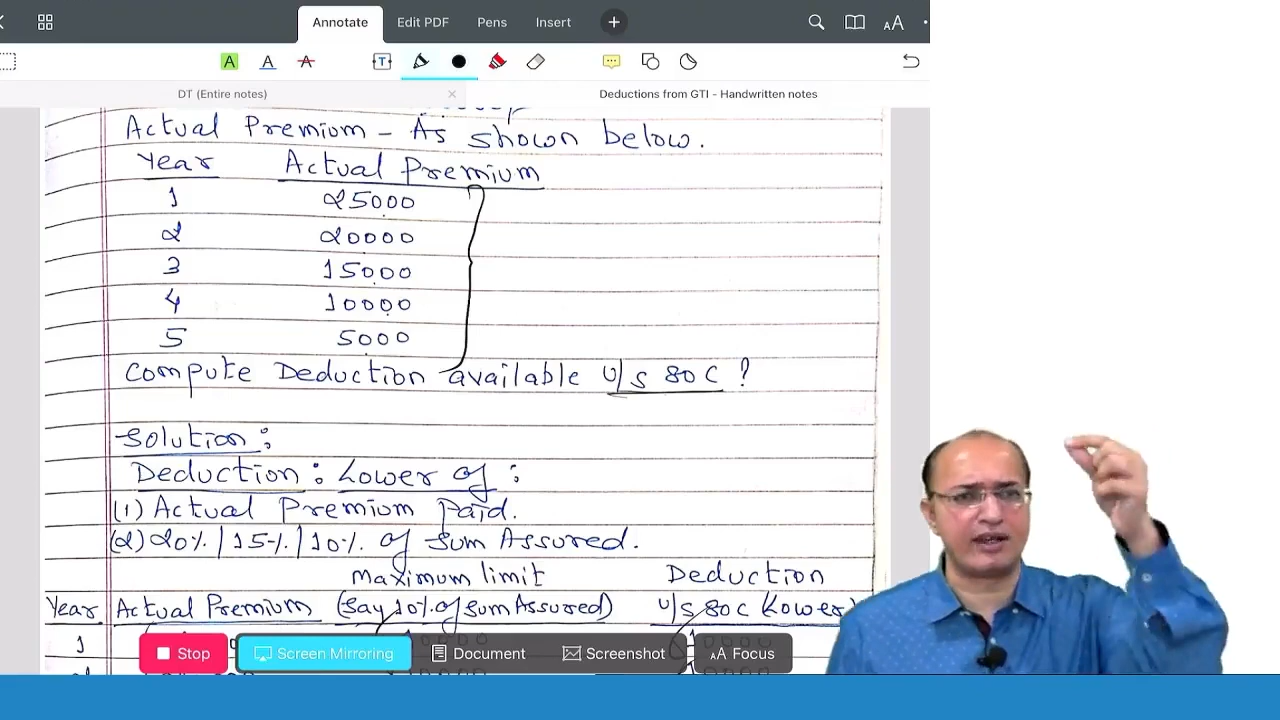 Annotate Edit PDF Pens Insert
DT (Entire notes) Deductions from GTI - Handwritten notes
Actual Premium - As shown below.
Year Actual Premium
1 25000
2 20000
3 15000
4 10000
5 5000
Compute Deduction available U/s 80C ?
Solution:
Deduction: Lower of :
(1) Actual Premium Paid.
(2) 20% | 15% | 10% of Sum Assured.
Maximum limit Deduction
Year Actual Premium (say 10% of sum Assured) U/s 80C (Lower)
1
Stop Screen Mirroring Document Screenshot AA Focus